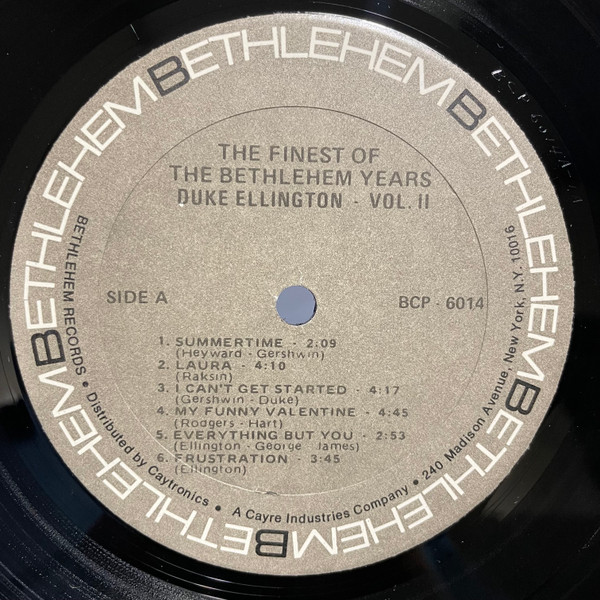 BETHLEHEM BETHLEHEM BETHLEHEM BETHLEHEM BETHLEHEM
THE FINEST OF
THE BETHLEHEM YEARS
DUKE ELLINGTON - VOL. II
SIDE A
BCP - 6014
1. SUMMERTIME - 2:09
(Heyward - Gershwin)
2. LAURA - 4:10
(Raksin)
3. I CAN'T GET STARTED - 4:17
(Gershwin - Duke)
4. MY FUNNY VALENTINE - 4:45
(Rodgers - Hart)
5. EVERYTHING BUT YOU - 2:53
(Ellington - George - James)
6. FRUSTRATION - 3:45
(Ellington)
BETHLEHEM RECORDS • Distributed by Caytronics • A Cayre Industries Company • 240 Madison Avenue, New York, N.Y. 10016